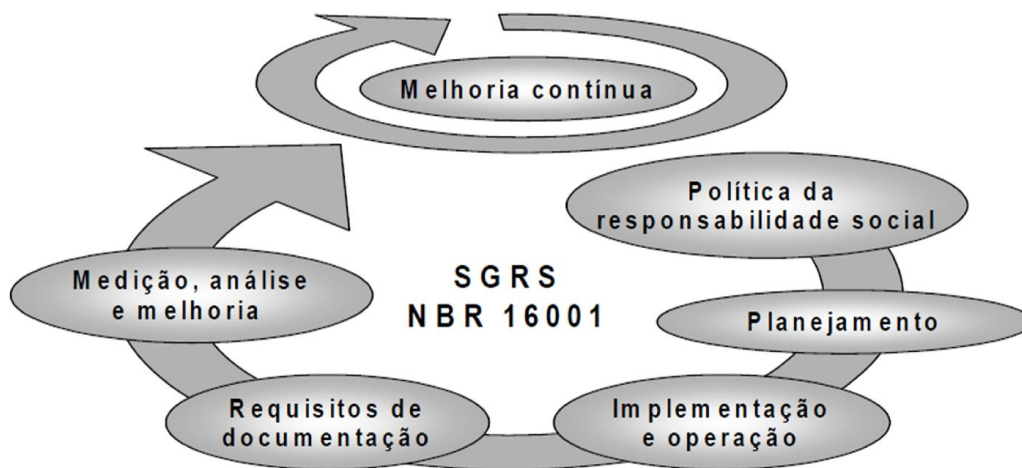 Melhoria contínua
Política da
responsabilidade social
Medição, análise
e melhoria
SGRS
NBR 16001
Planejamento
Requisitos de
documentação
Implementação
e operação